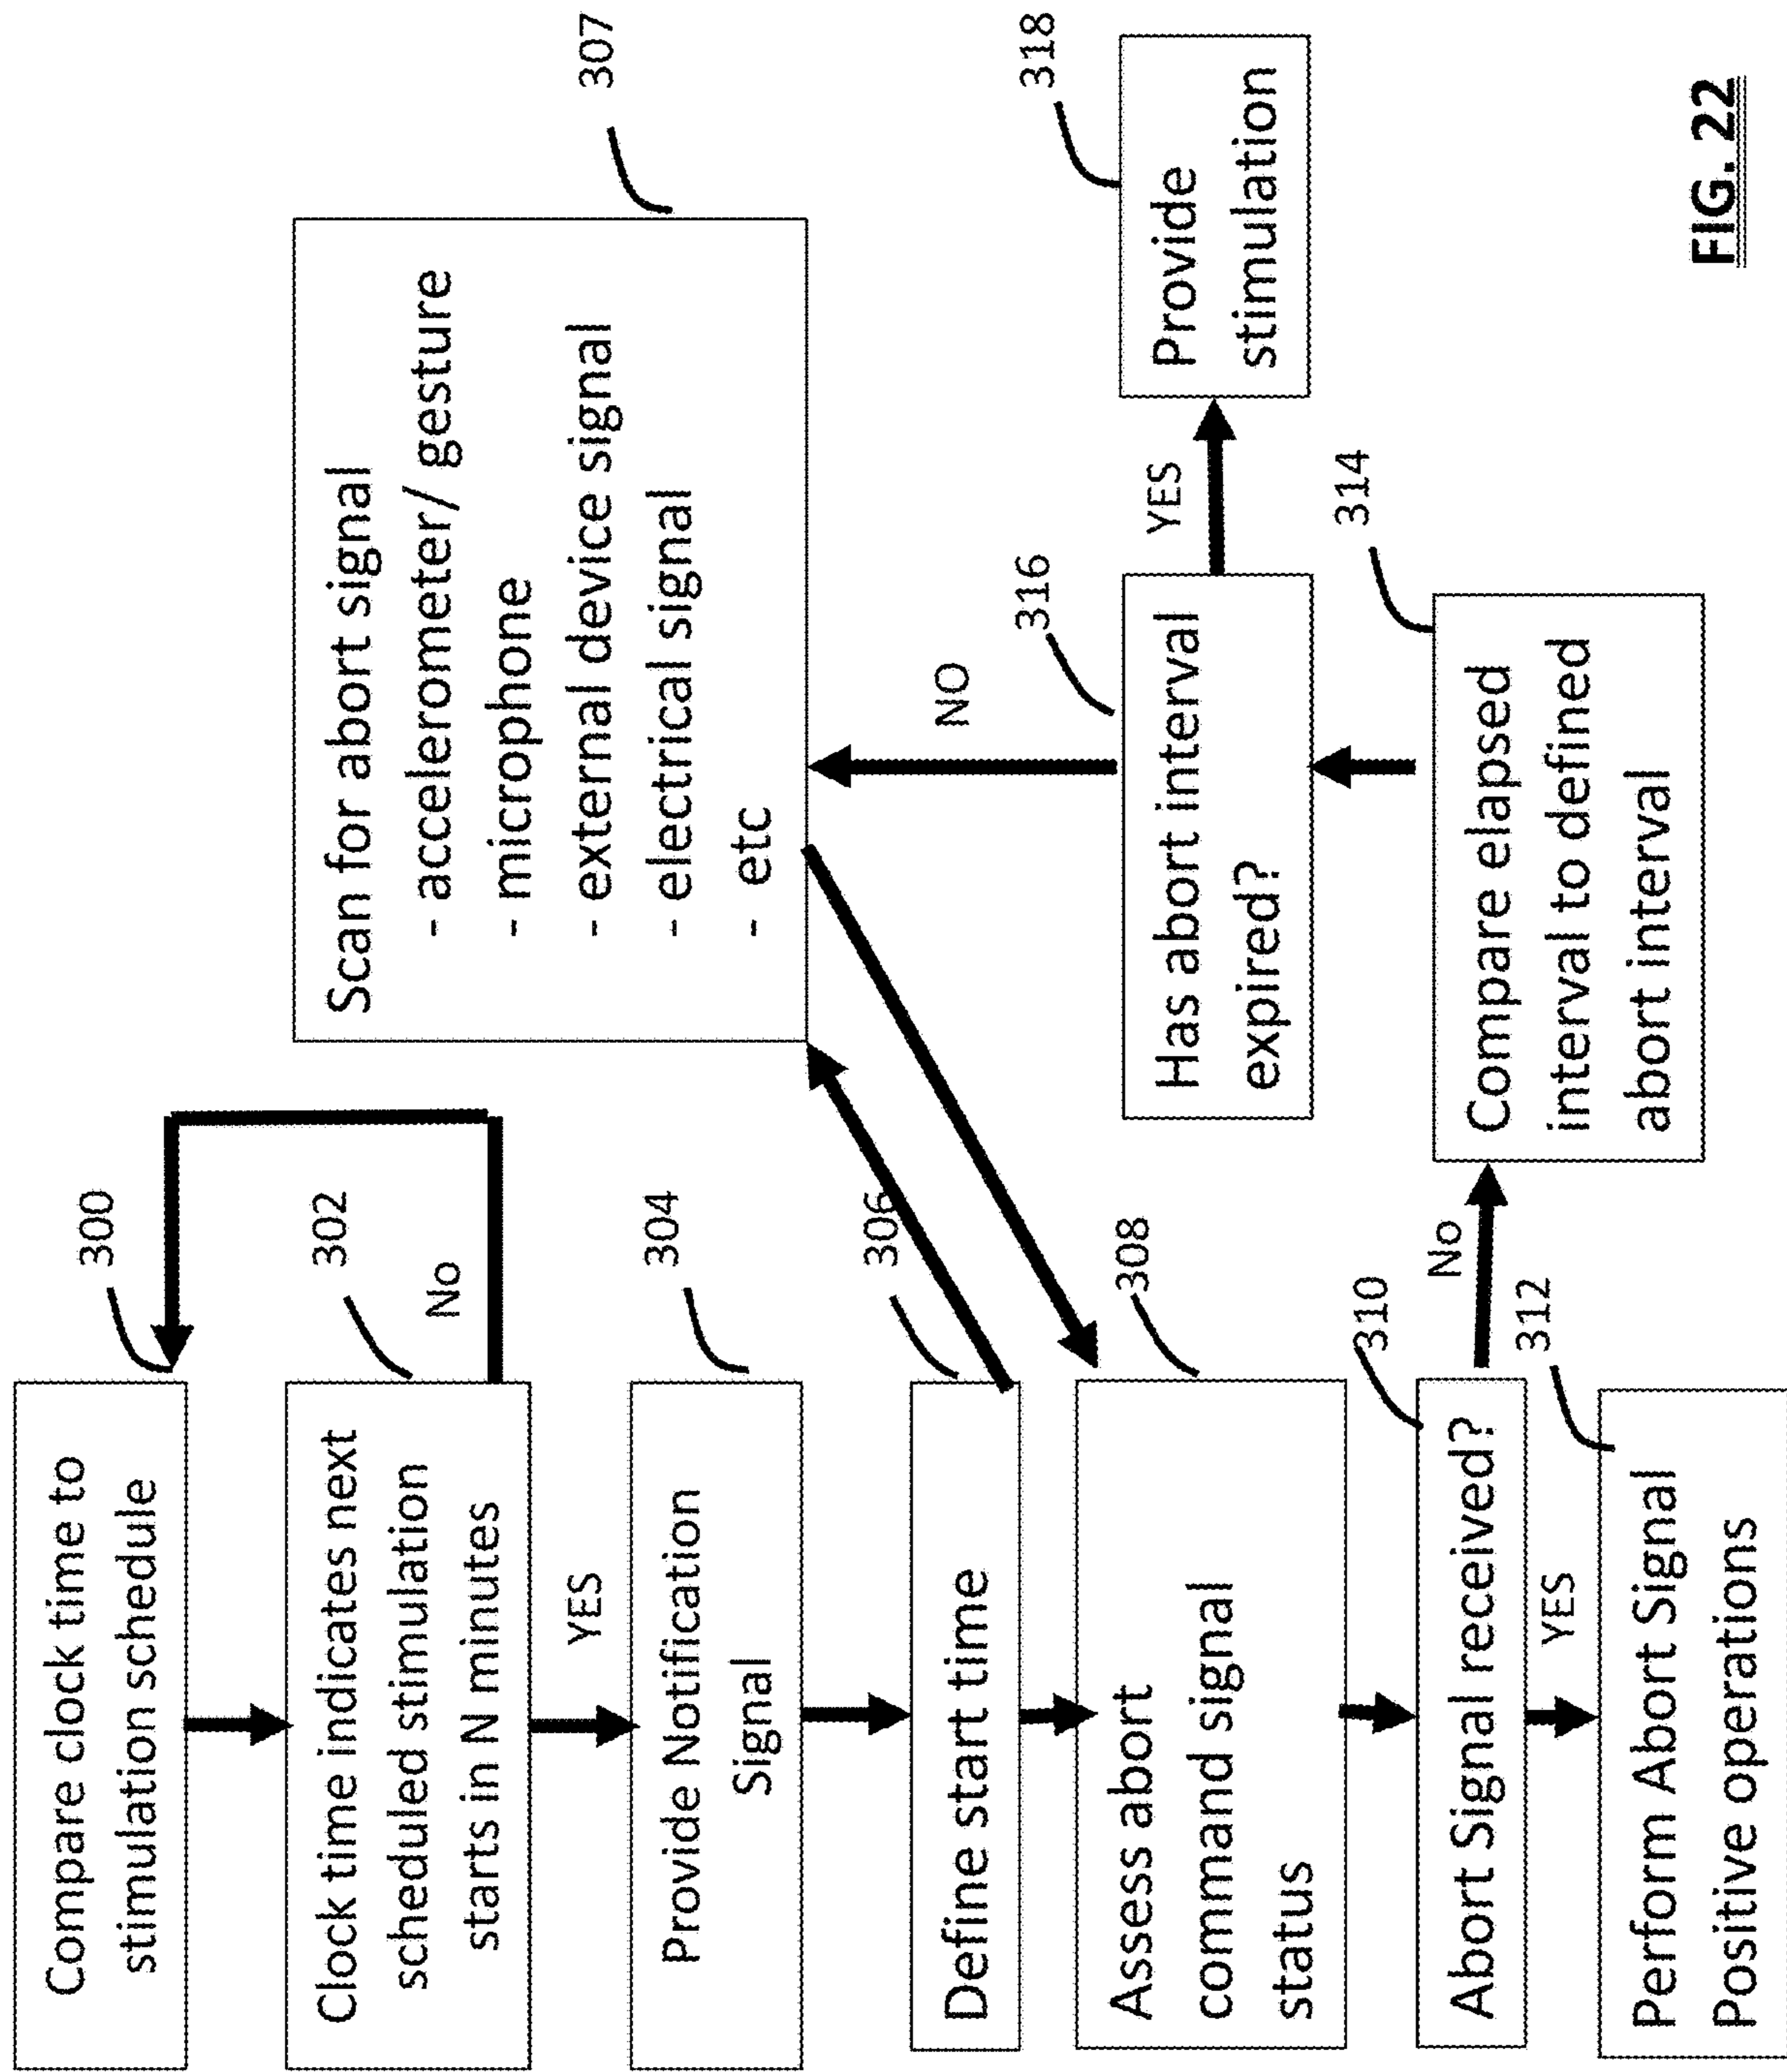 300
Compare clock time to
stimulation schedule
302
Clock time indicates next
scheduled stimulation
starts in N minutes
No
YES
304
Provide Notification
Signal
306
Define start time
307
Scan for abort signal
- accelerometer/ gesture
- microphone
- external device signal
- electrical signal
- etc
308
Assess abort
command signal
status
310
Abort Signal received?
No
YES
312
Perform Abort Signal
Positive operations
314
Compare elapsed
interval to defined
abort interval
316
Has abort interval
expired?
NO
YES
318
Provide
stimulation
FIG. 22